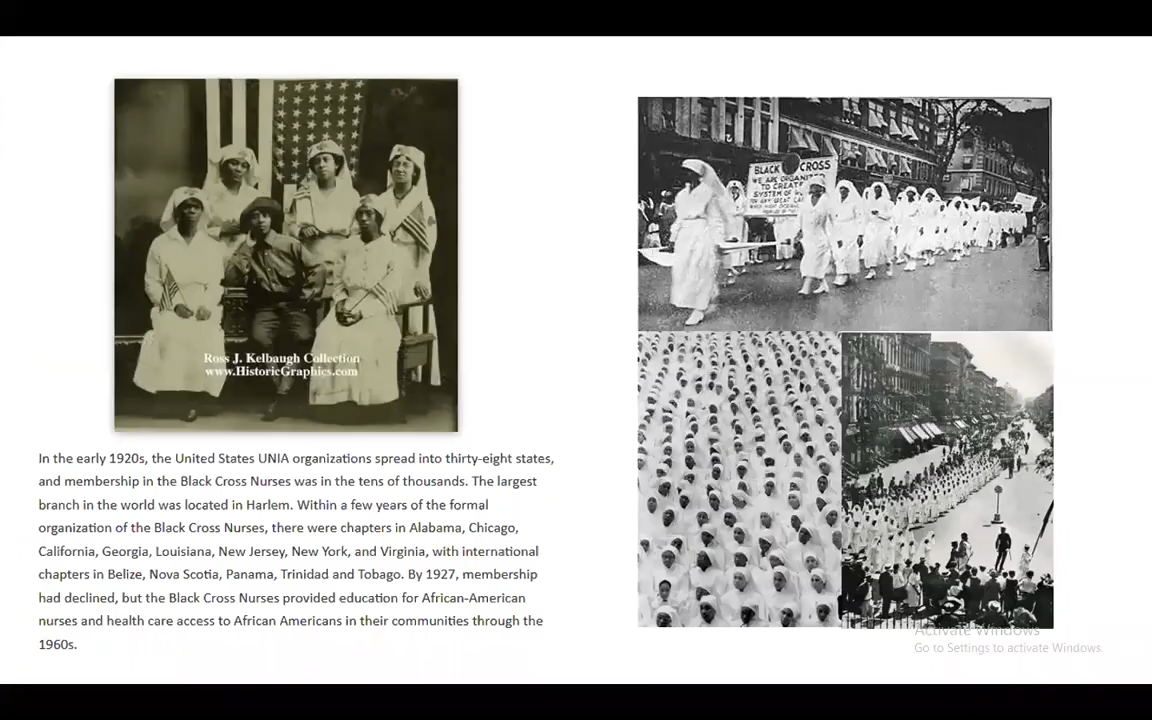 Ross J. Kelbaugh Collection
www.HistoricGraphics.com
In the early 1920s, the United States UNIA organizations spread into thirty-eight states,
and membership in the Black Cross Nurses was in the tens of thousands. The largest
branch in the world was located in Harlem. Within a few years of the formal
organization of the Black Cross Nurses, there were chapters in Alabama, Chicago,
California, Georgia, Louisiana, New Jersey, New York, and Virginia, with international
chapters in Belize, Nova Scotia, Panama, Trinidad and Tobago. By 1927, membership
had declined, but the Black Cross Nurses provided education for African-American
nurses and health care access to African Americans in their communities through the
1960s.
BLACK CROSS
WE ARE
TO CREATE
SYSTEM OF
Activate Windows
Go to Settings to activate Windows.